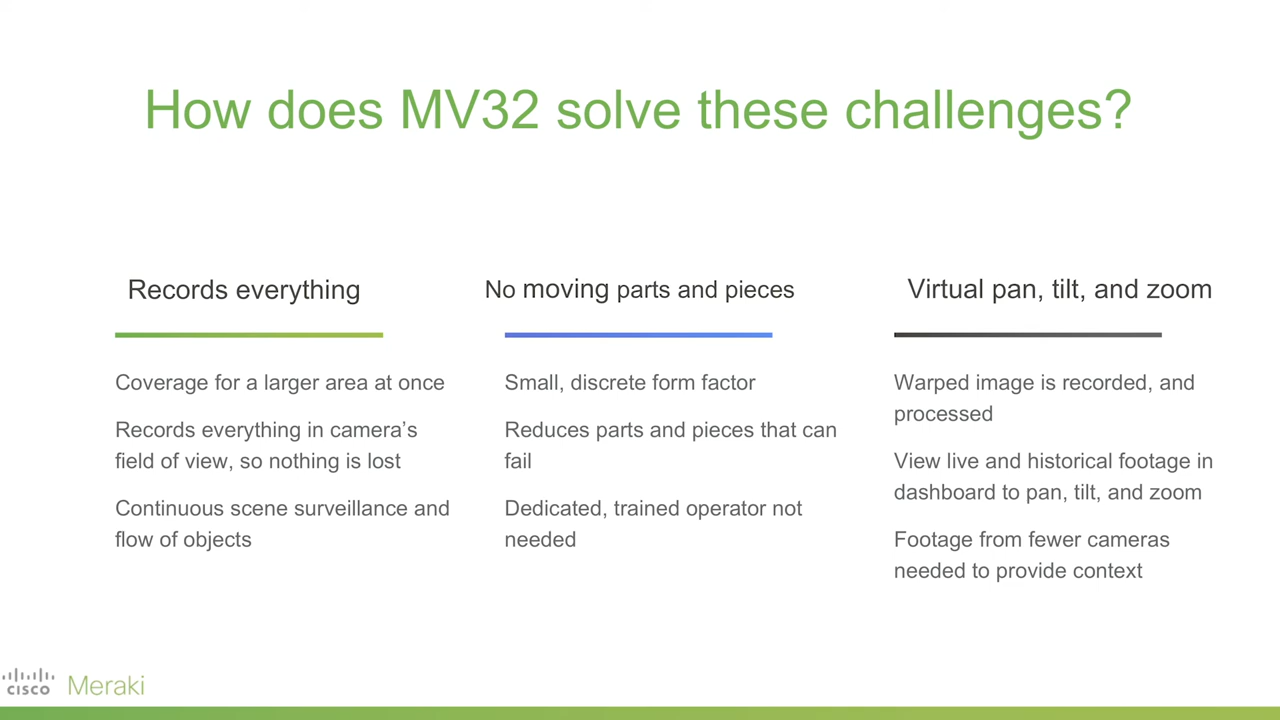 How does MV32 solve these challenges?
Records everything
Coverage for a larger area at once
Records everything in camera’s
field of view, so nothing is lost
Continuous scene surveillance and
flow of objects
No moving parts and pieces
Small, discrete form factor
Reduces parts and pieces that can
fail
Dedicated, trained operator not
needed
Virtual pan, tilt, and zoom
Warped image is recorded, and
processed
View live and historical footage in
dashboard to pan, tilt, and zoom
Footage from fewer cameras
needed to provide context
CISCO Meraki